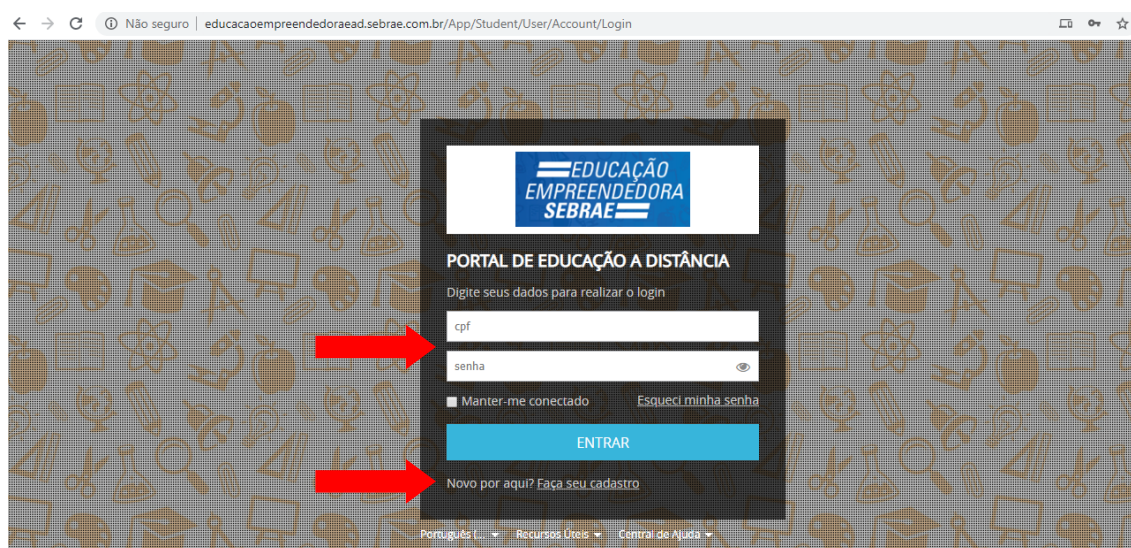 Não seguro | educacaoempreendedoraead.sebrae.com.br/App/Student/User/Account/Login
EDUCAÇÃO
EMPREENDEDORA
SEBRAE
PORTAL DE EDUCAÇÃO A DISTÂNCIA
Digite seus dados para realizar o login
cpf
senha
Manter-me conectado Esqueci minha senha
ENTRAR
Novo por aqui? Faça seu cadastro
Português (... Recursos Úteis Central de Ajuda